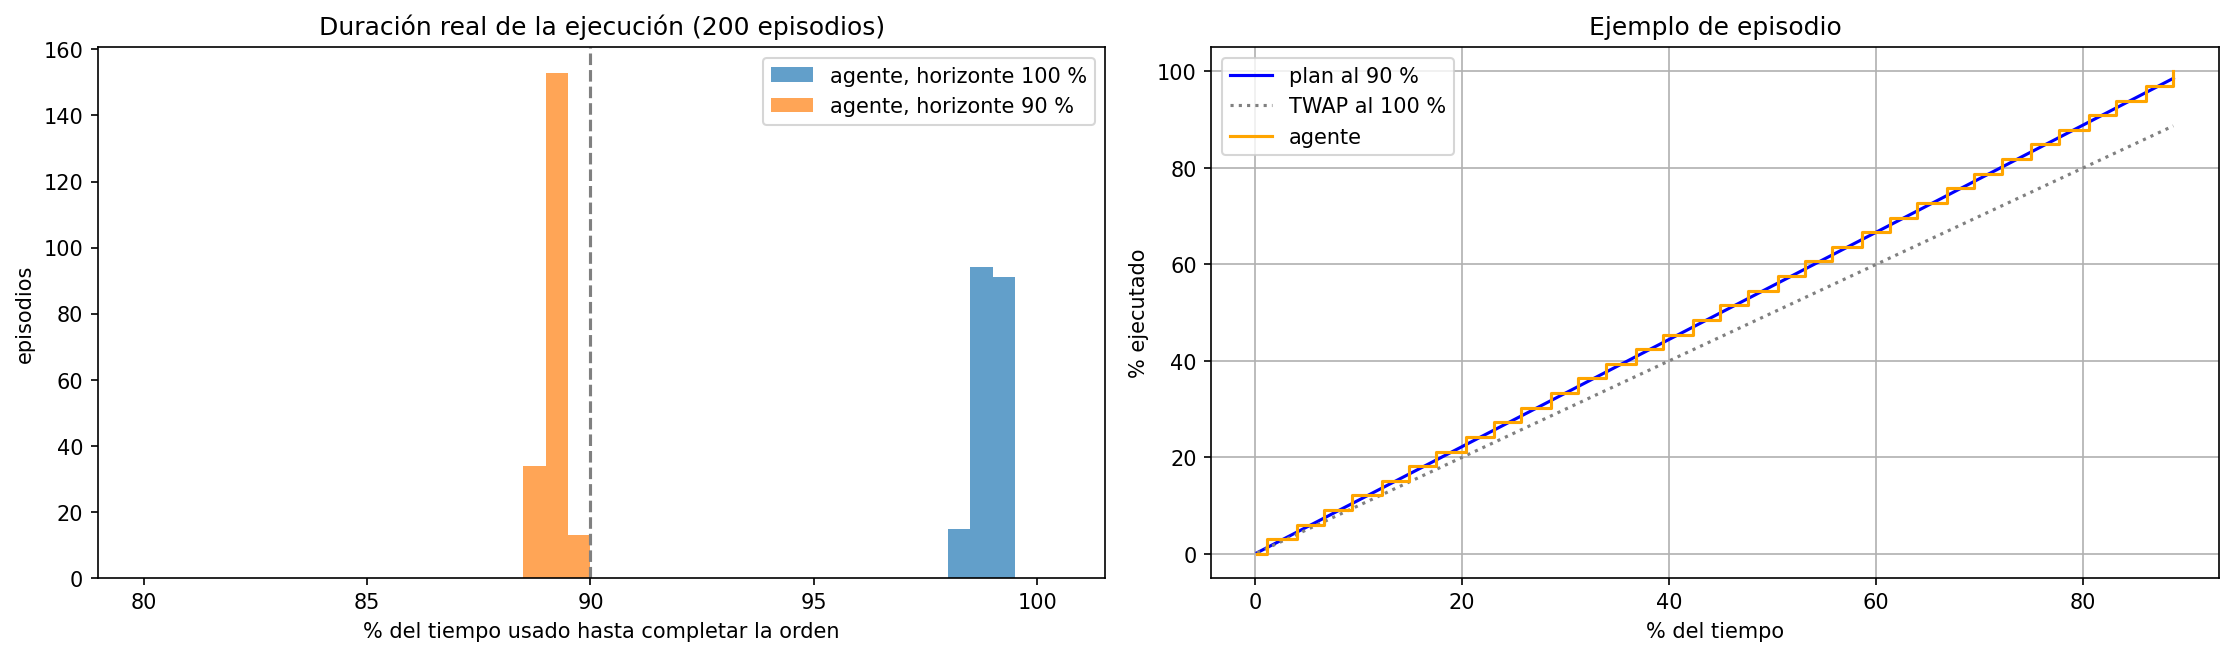 Duración real de la ejecución (200 episodios)
agente, horizonte 100 %
agente, horizonte 90 %
160
140
120
100
80
60
40
20
0
episodios
80 85 90 95 100
% del tiempo usado hasta completar la orden
Ejemplo de episodio
plan al 90 %
TWAP al 100 %
agente
100
80
60
40
20
0
% ejecutado
0 20 40 60 80
% del tiempo